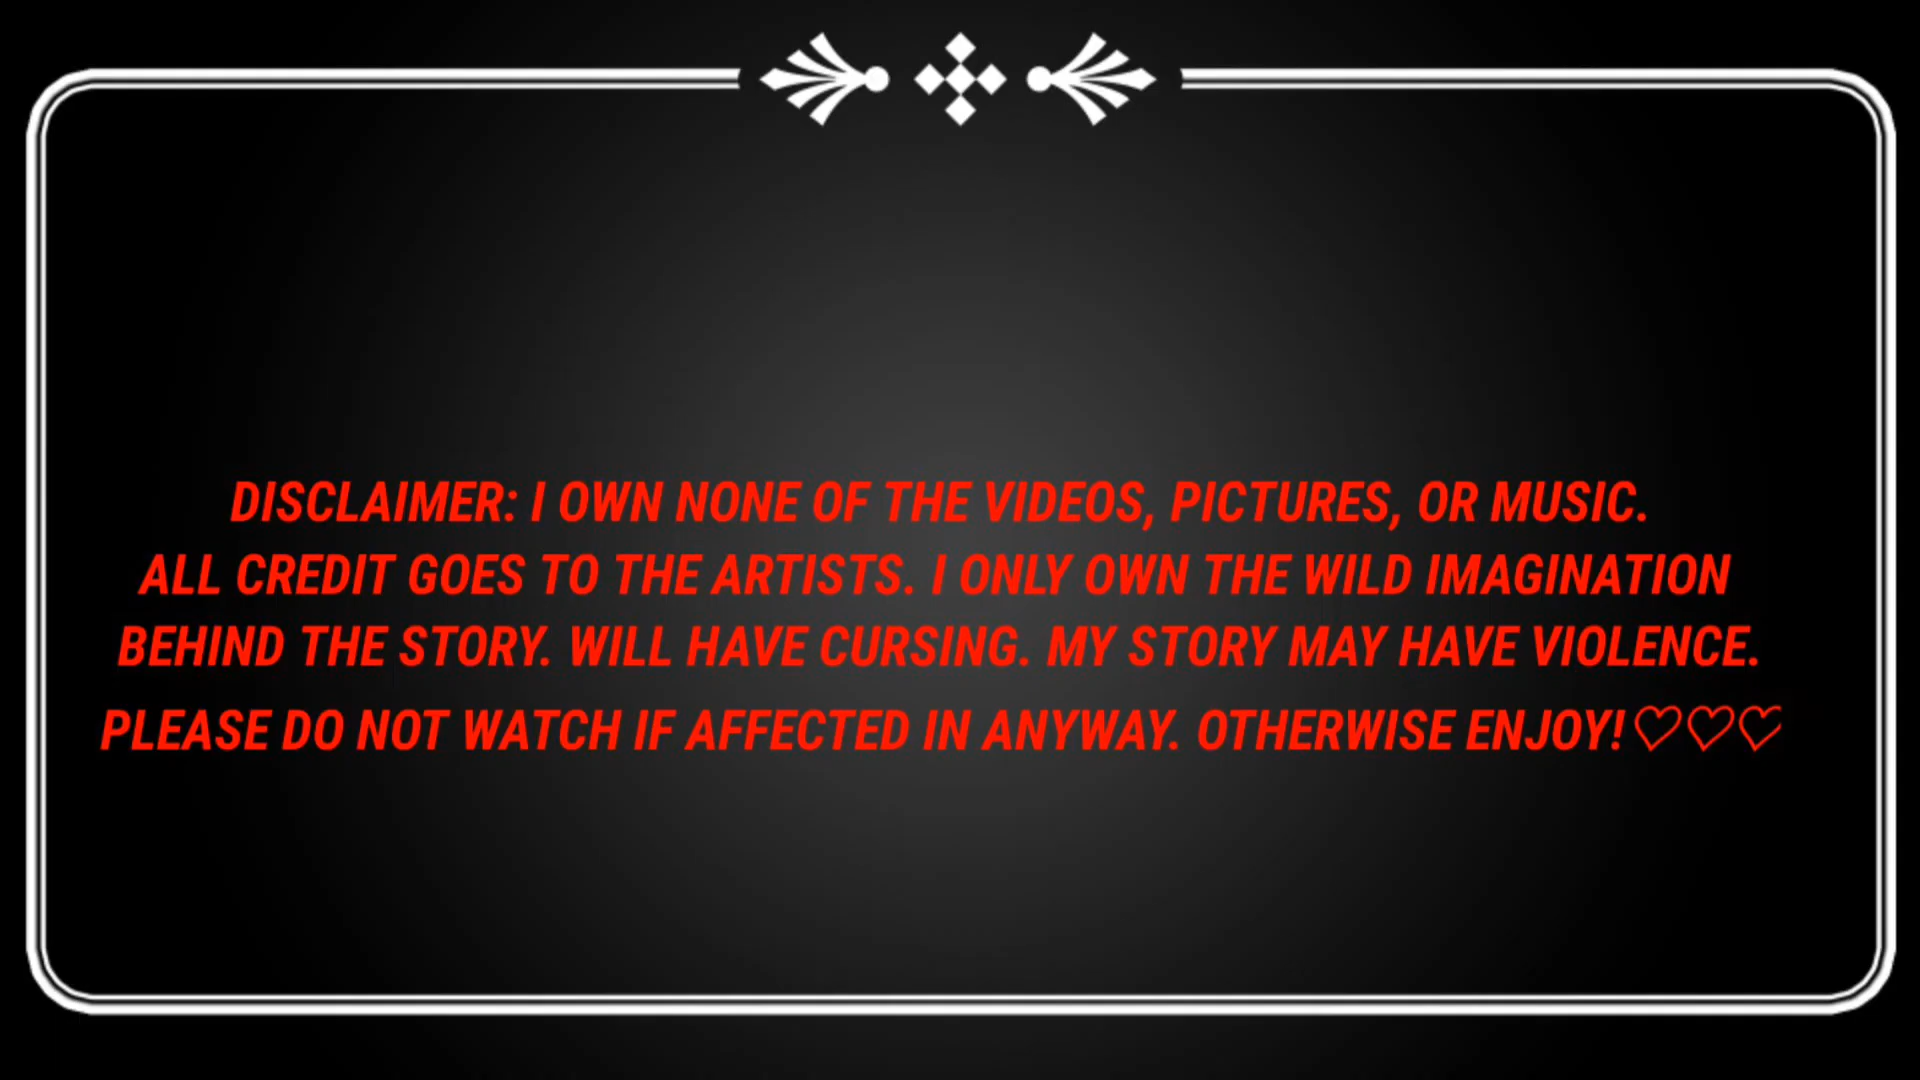 DISCLAIMER: I OWN NONE OF THE VIDEOS, PICTURES, OR MUSIC.
ALL CREDIT GOES TO THE ARTISTS. I ONLY OWN THE WILD IMAGINATION
BEHIND THE STORY. WILL HAVE CURSING. MY STORY MAY HAVE VIOLENCE.
PLEASE DO NOT WATCH IF AFFECTED IN ANYWAY. OTHERWISE ENJOY!♡♡♡